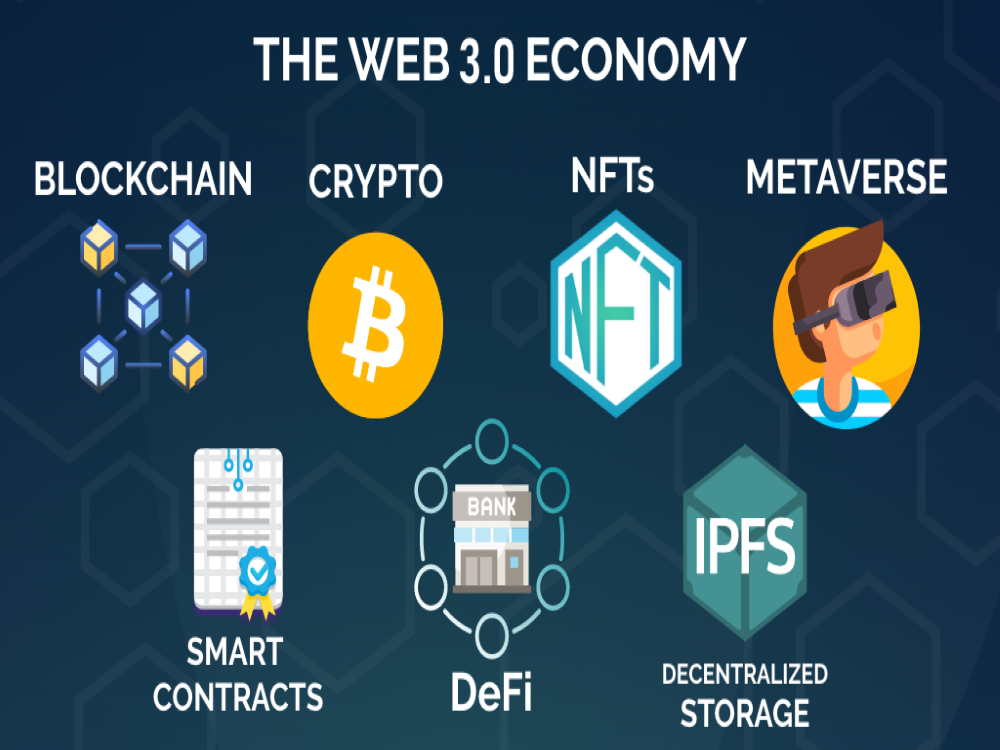 THE WEB 3.0 ECONOMY
BLOCKCHAIN
CRYPTO
NFTs
METAVERSE
NFT
BANK
IPFS
SMART
CONTRACTS
DeFi
DECENTRALIZED
STORAGE